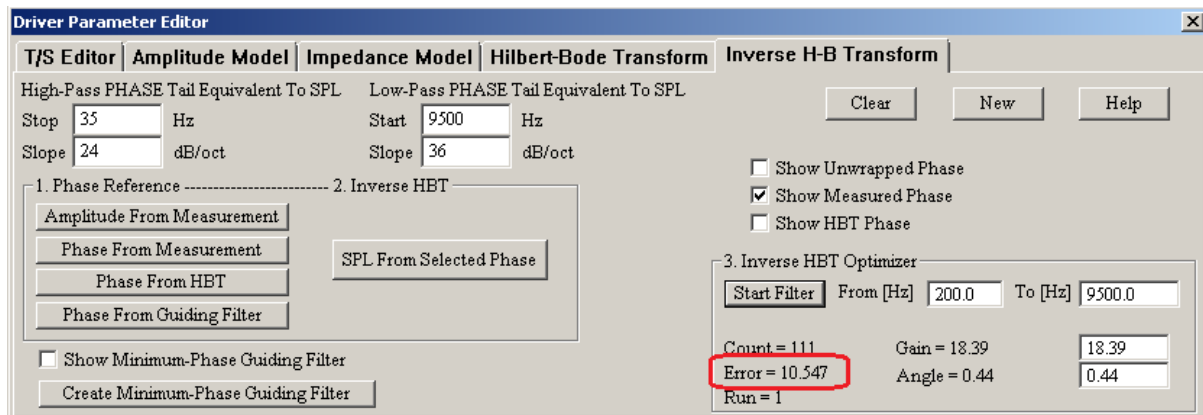 Driver Parameter Editor
T/S Editor Amplitude Model Impedance Model Hilbert-Bode Transform Inverse H-B Transform
High-Pass PHASE Tail Equivalent To SPL Low-Pass PHASE Tail Equivalent To SPL
Clear New Help
Stop 35 Hz Start 9500 Hz
Slope 24 dB/oct Slope 36 dB/oct
Show Unwrapped Phase
Show Measured Phase
Show HBT Phase
1. Phase Reference ------------------------- 2. Inverse HBT
Amplitude From Measurement
Phase From Measurement
SPL From Selected Phase
Phase From HBT
Phase From Guiding Filter
3. Inverse HBT Optimizer
Start Filter From [Hz] 200.0 To [Hz] 9500.0
Count = 111 Gain = 18.39 18.39
Error = 10.547 Angle = 0.44 0.44
Run = 1
Show Minimum-Phase Guiding Filter
Create Minimum-Phase Guiding Filter